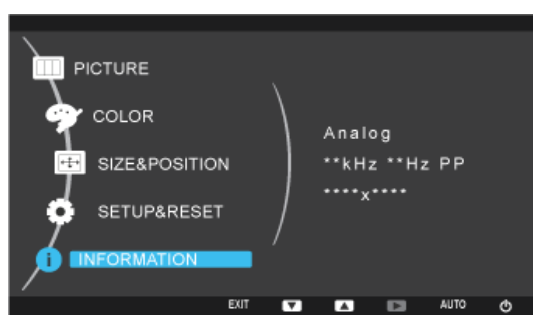 PICTURE
COLOR
SIZE&POSITION
SETUP&RESET
INFORMATION
Analog
**kHz **Hz PP
****x****
EXIT
AUTO